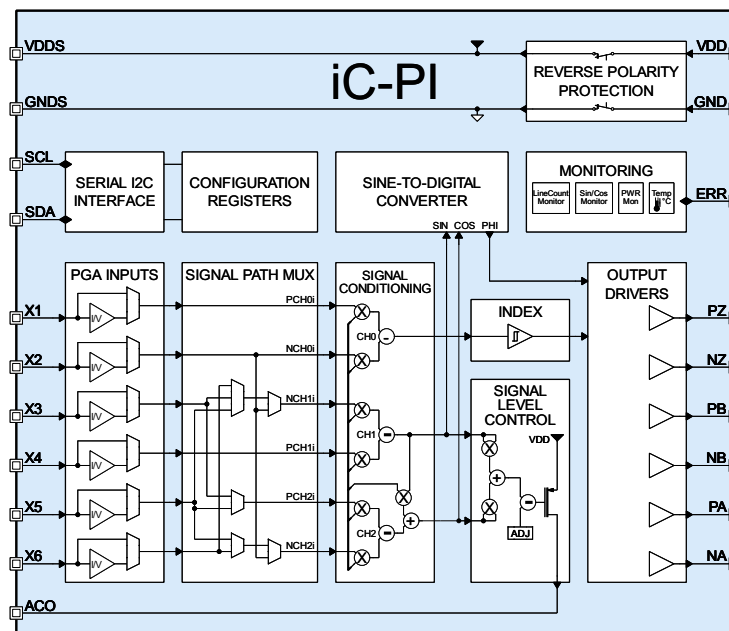 VDDS
iC-PI
REVERSE POLARITY
PROTECTION
VDD
GNDS
GND
SCL
SDA
SERIAL I2C
INTERFACE
CONFIGURATION
REGISTERS
SINE-TO-DIGITAL
CONVERTER
SIN COS PHI
MONITORING
LineCount
Monitor
Sin/Cos
Monitor
PWR
Mon
Temp
°C
ERR
PGA INPUTS
SIGNAL PATH MUX
SIGNAL
CONDITIONING
INDEX
OUTPUT
DRIVERS
X1
I/V
PCH0i
CH0
-
PZ
X2
I/V
NCH0i
NZ
X3
I/V
NCH1i
CH1
−
SIGNAL
LEVEL
CONTROL
VDD
PB
X4
I/V
PCH1i
NB
X5
I/V
PCH2i
CH2
−
+
+
−
ADJ
PA
X6
I/V
NCH2i
NA
ACO